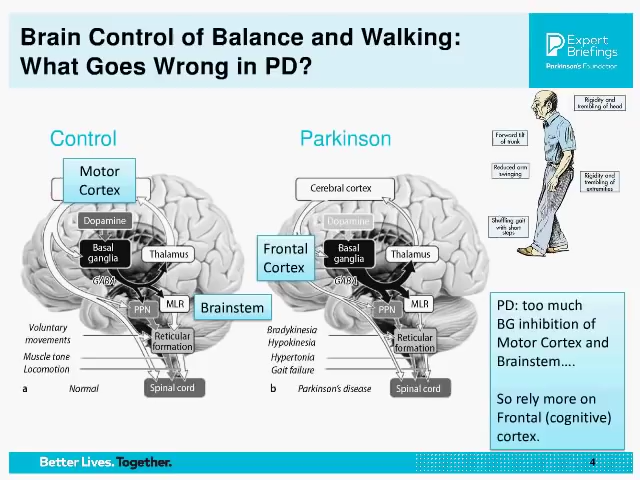 Brain Control of Balance and Walking:
What Goes Wrong in PD?
Expert
Briefings
Parkinson's Foundation
Control
Parkinson
Motor
Cortex
Dopamine
Basal
ganglia
Thalamus
GABA
PPN
MLR
Brainstem
Voluntary
movements
Reticular
formation
Muscle tone
Locomotion
a
Normal
Spinal cord
Cerebral cortex
Dopamine
Frontal
Cortex
Basal
ganglia
Thalamus
GABA
PPN
MLR
Bradykinesia
Hypokinesia
Reticular
formation
Hypertonia
Gait failure
b
Parkinson's disease
Spinal cord
Rigidity and
trembling of head
Forward tilt
of trunk
Reduced arm
swinging
Rigidity and
trembling of
extremities
Shuffling gait
with short
steps
PD: too much
BG inhibition of
Motor Cortex and
Brainstem....
So rely more on
Frontal (cognitive)
cortex.
Better Lives. Together.
4